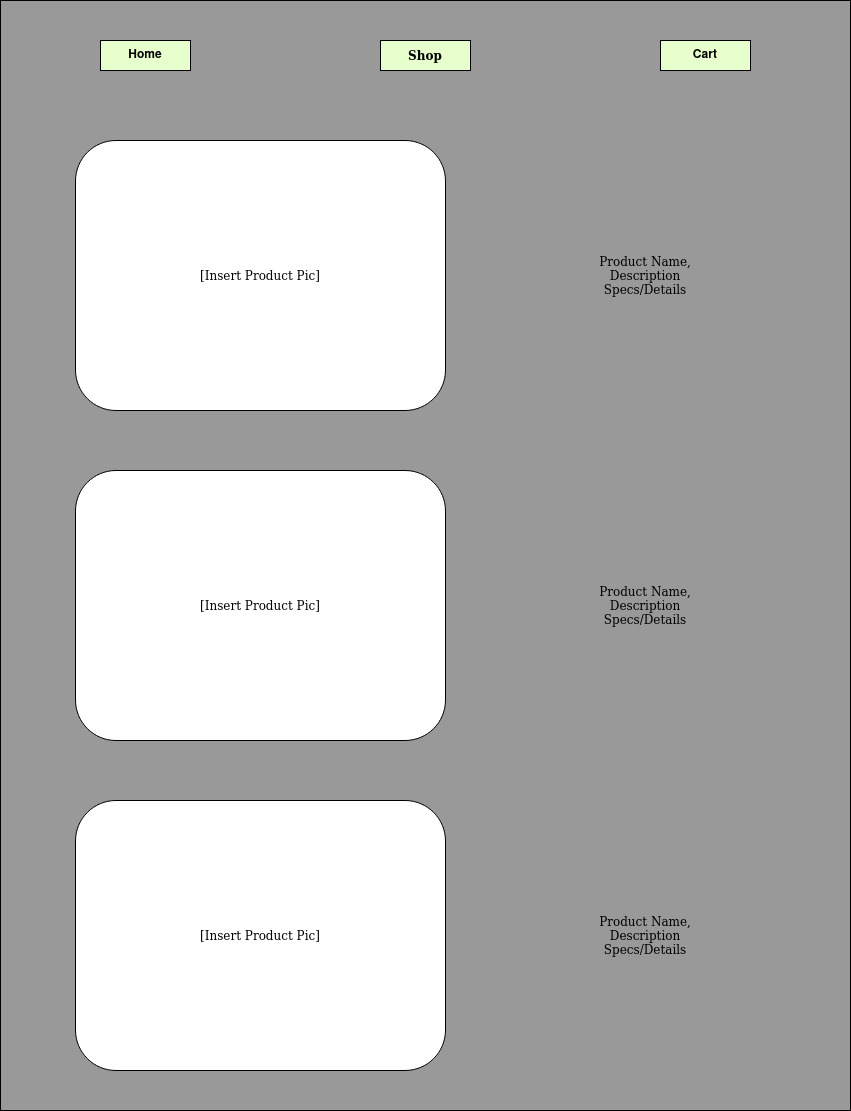 Home
Shop
Cart
[Insert Product Pic]
Product Name,
Description
Specs/Details
[Insert Product Pic]
Product Name,
Description
Specs/Details
[Insert Product Pic]
Product Name,
Description
Specs/Details